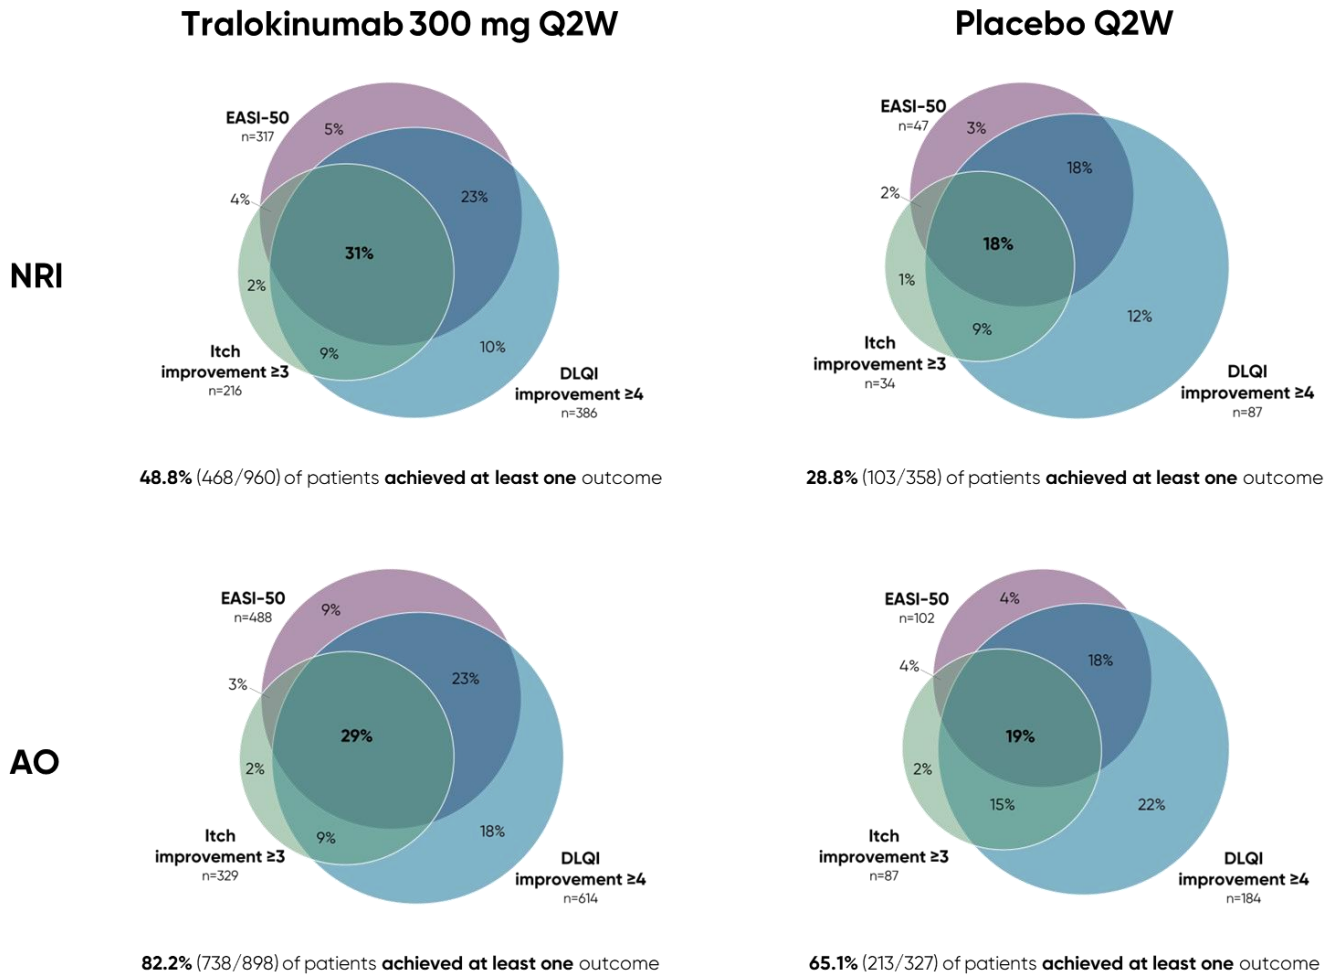 Tralokinumab 300 mg Q2W
Placebo Q2W
NRI
EASI-50
n=317
5%
4%
23%
31%
2%
9%
10%
Itch
improvement ≥3
n=216
DLQI
improvement ≥4
n=386
48.8% (468/960) of patients achieved at least one outcome
EASI-50
n=47
3%
2%
18%
18%
1%
9%
12%
Itch
improvement ≥3
n=34
DLQI
improvement ≥4
n=87
28.8% (103/358) of patients achieved at least one outcome
AO
EASI-50
n=488
9%
3%
23%
29%
2%
9%
18%
Itch
improvement ≥3
n=329
DLQI
improvement ≥4
n=614
82.2% (738/898) of patients achieved at least one outcome
EASI-50
n=102
4%
4%
18%
19%
2%
15%
22%
Itch
improvement ≥3
n=87
DLQI
improvement ≥4
n=184
65.1% (213/327) of patients achieved at least one outcome